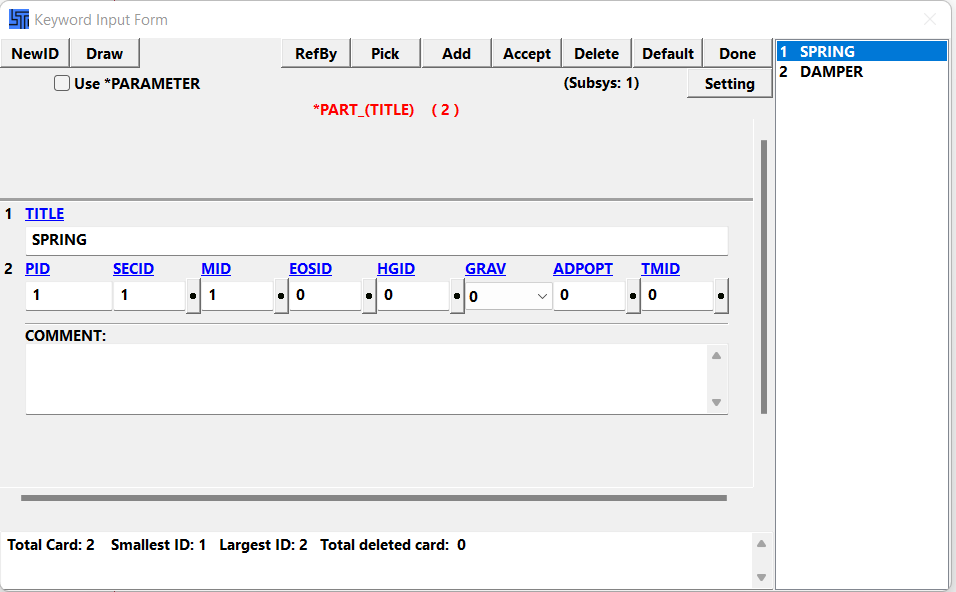 Keyword Input Form
NewID Draw RefBy Pick Add Accept Delete Default Done
Use *PARAMETER (Subsys: 1) Setting
*PART_(TITLE) ( 2 )
1 TITLE
SPRING
2 PID SECID MID EOSID HGID GRAV ADPOPT TMID
1 1 1 0 0 0 0 0
COMMENT:
Total Card: 2 Smallest ID: 1 Largest ID: 2 Total deleted card: 0
1 SPRING
2 DAMPER